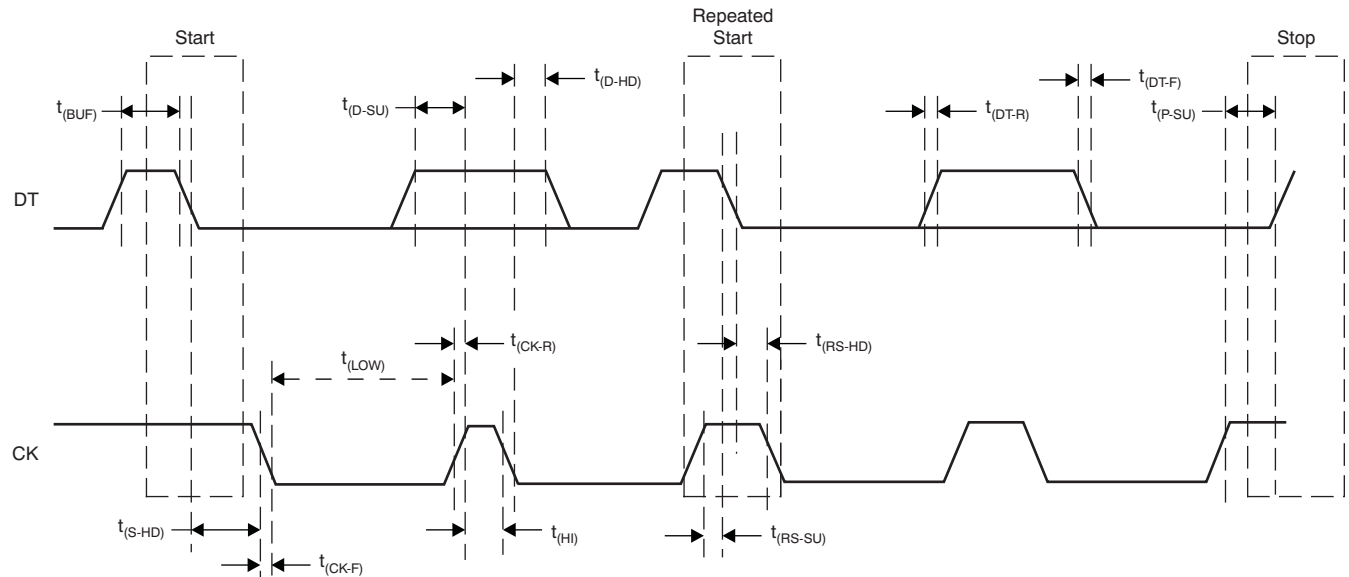 Start
Repeated
Start
Stop
t(BUF)
t(D-SU)
t(D-HD)
t(DT-R)
t(DT-F)
t(P-SU)
DT
t(LOW)
t(CK-R)
t(RS-HD)
CK
t(S-HD)
t(CK-F)
t(HI)
t(RS-SU)